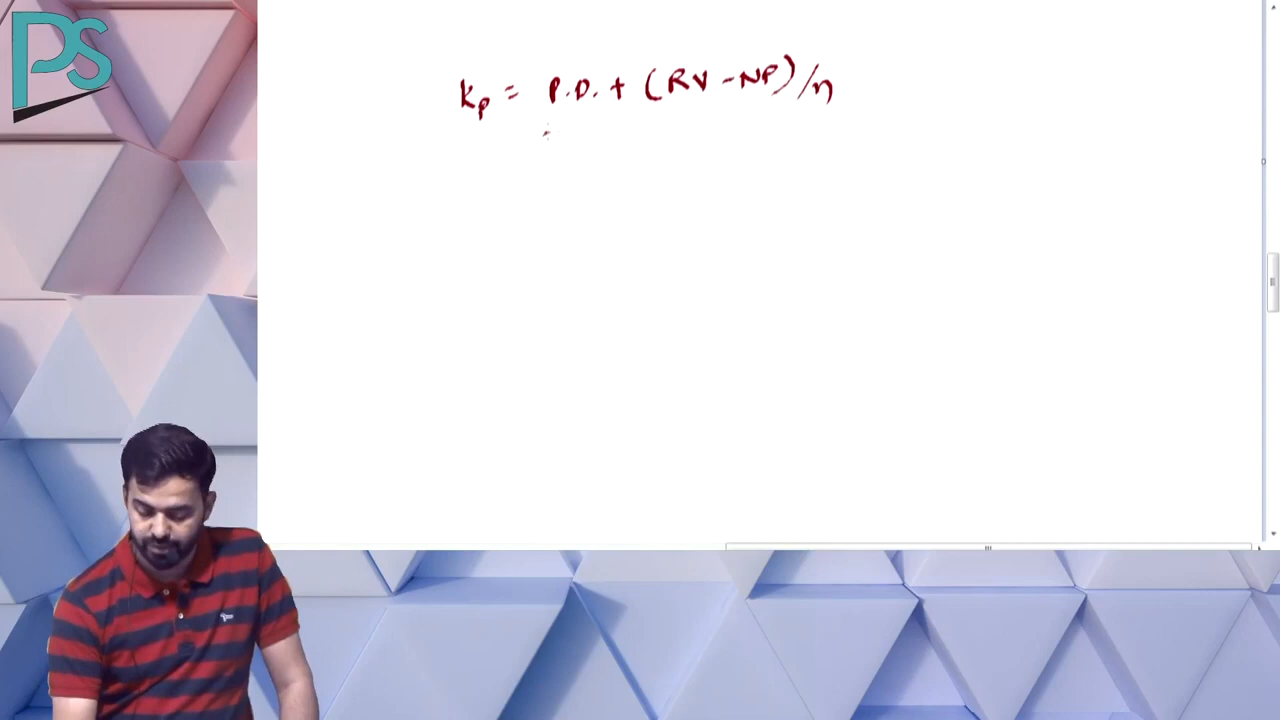 PS
kp = P.D. + (RV - NP)/n